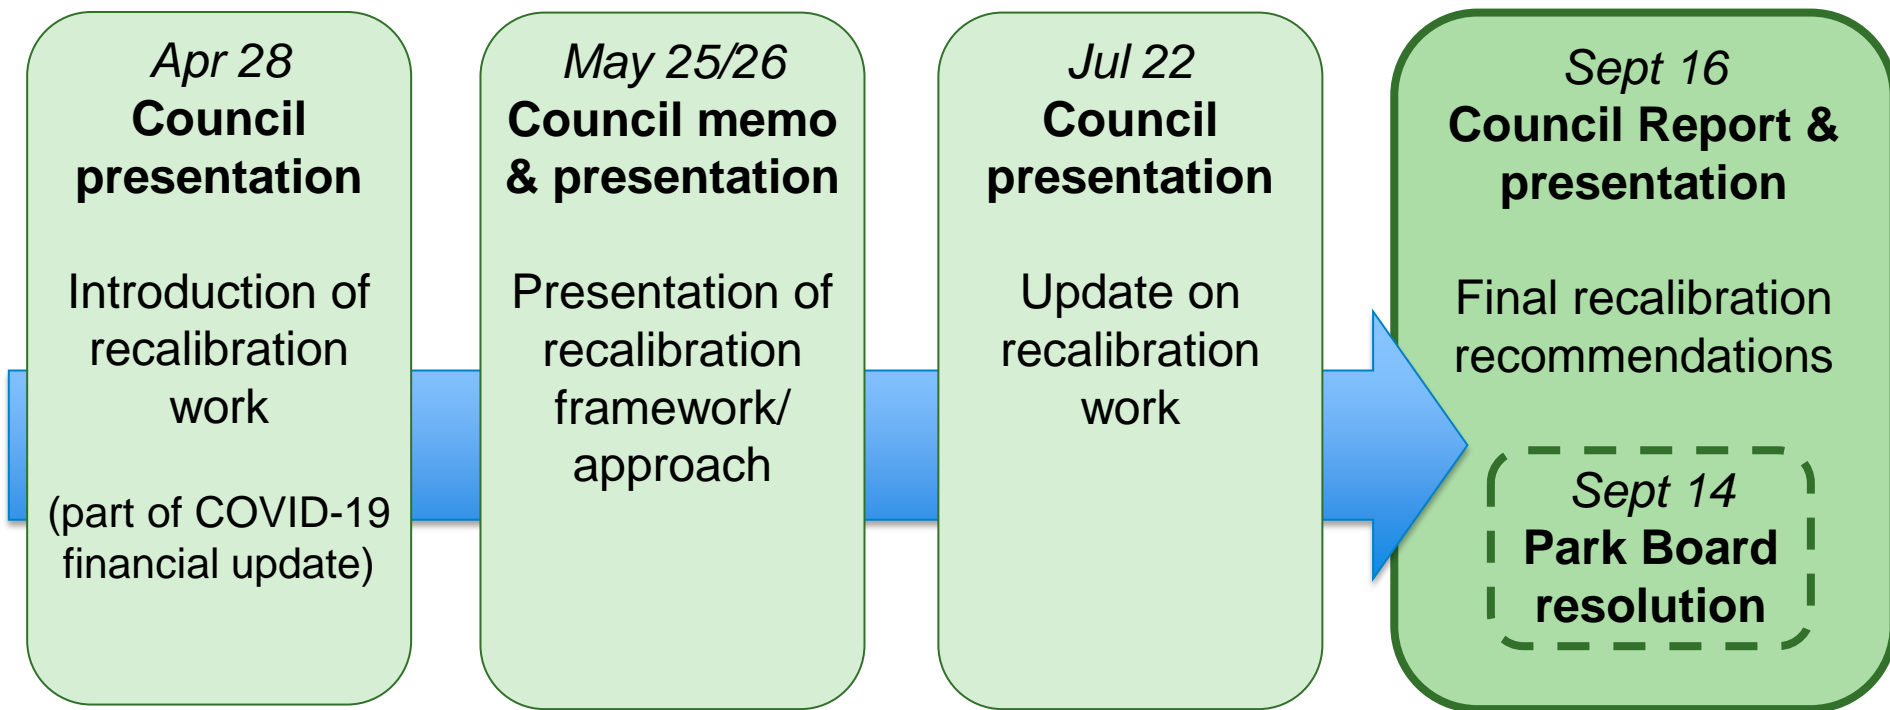 Apr 28
Council
presentation
Introduction of
recalibration
work
(part of COVID-19
financial update)
May 25/26
Council memo
& presentation
Presentation of
recalibration
framework/
approach
Jul 22
Council
presentation
Update on
recalibration
work
Sept 16
Council Report &
presentation
Final recalibration
recommendations
Sept 14
Park Board
resolution